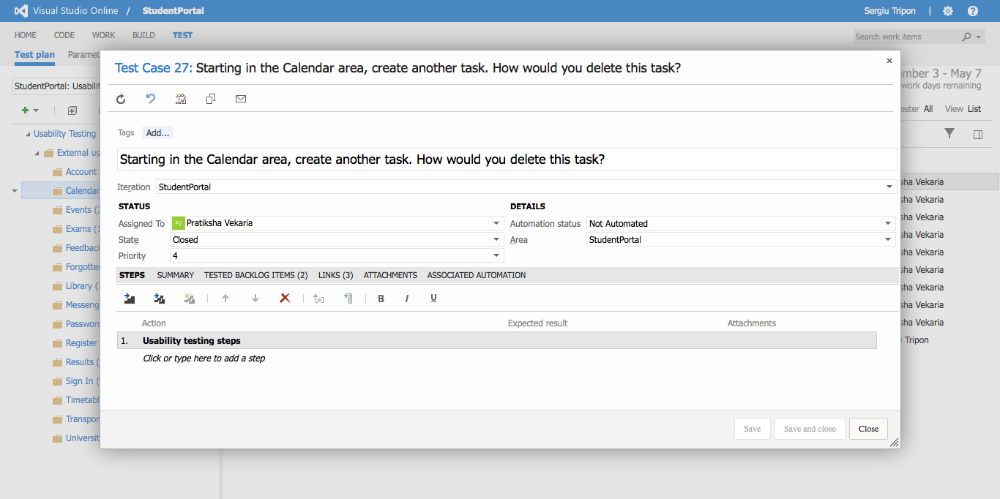 Visual Studio Online / StudentPortal
Sergiu Tripon |
HOME CODE WORK BUILD TEST
Search work items
Test plan Paramet
StudentPortal: Usabili
Usability Testing
External us
Account
Calendar
Events (
Exams (
Feedbac
Forgotte
Library (
Messeng
Password
Register
Results (
Sign In (
Timetabl
Transpor
Universit
Test Case 27: Starting in the Calendar area, create another task. How would you delete this task?
×
Tags Add...
Starting in the Calendar area, create another task. How would you delete this task?
Iteration StudentPortal
STATUS
Assigned To PV Pratiksha Vekaria
State Closed
Priority 4
DETAILS
Automation status Not Automated
Area StudentPortal
STEPS SUMMARY TESTED BACKLOG ITEMS (2) LINKS (3) ATTACHMENTS ASSOCIATED AUTOMATION
B I U
Action Expected result Attachments
1. Usability testing steps
Click or type here to add a step
Save Save and close Close
ember 3 - May 7
work days remaining
ester All View List
sha Vekaria
sha Vekaria
sha Vekaria
sha Vekaria
sha Vekaria
sha Vekaria
sha Vekaria
sha Vekaria
sha Vekaria
Tripon